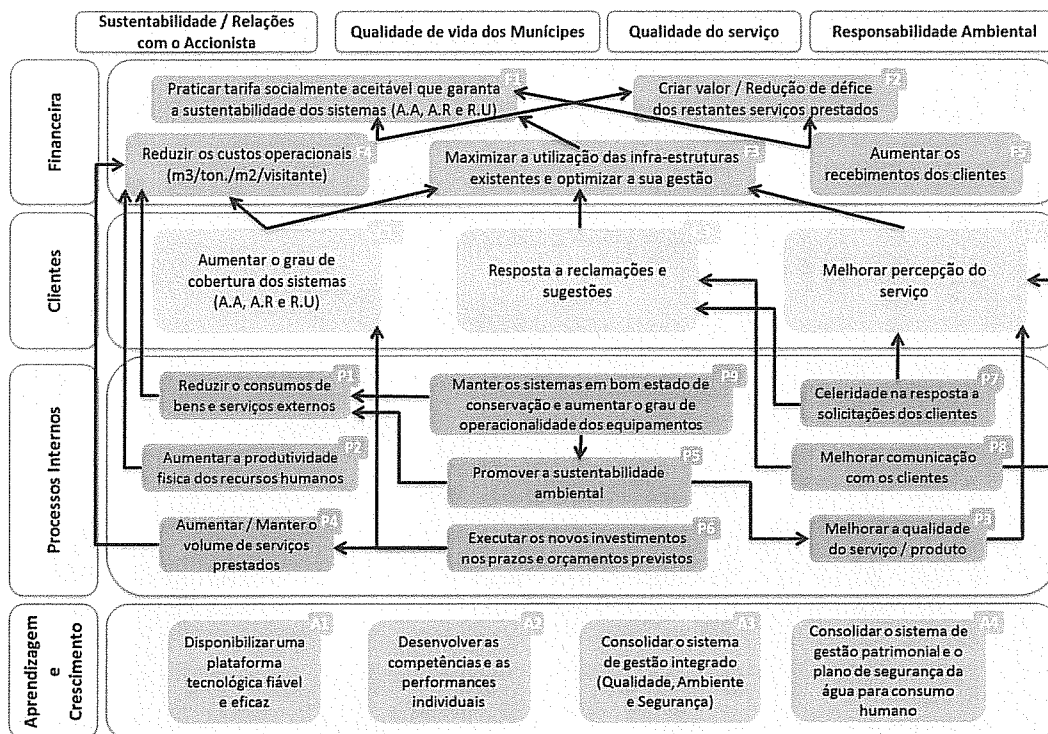 Sustentabilidade / Relações
com o Accionista
Qualidade de vida dos Munícipes
Qualidade do serviço
Responsabilidade Ambiental
Financeira
F1
Praticar tarifa socialmente aceitável que garanta
a sustentabilidade dos sistemas (A.A, A.R e R.U)
F2
Criar valor / Redução de défice
dos restantes serviços prestados
Reduzir os custos operacionais
(m3/ton./m2/visitante)
Maximizar a utilização das infra-estruturas
existentes e optimizar a sua gestão
Aumentar os
recebimentos dos clientes
Clientes
Aumentar o grau de
cobertura dos sistemas
(A.A, A.R e R.U)
Resposta a reclamações e
sugestões
Melhorar percepção do
serviço
Processos Internos
P1
Reduzir o consumos de
bens e serviços externos
P9
Manter os sistemas em bom estado de
conservação e aumentar o grau de
operacionalidade dos equipamentos
P7
Celeridade na resposta a
solicitações dos clientes
P2
Aumentar a produtividade
fisica dos recursos humanos
P5
Promover a sustentabilidade
ambiental
P8
Melhorar comunicação
com os clientes
P4
Aumentar / Manter o
volume de serviços
prestados
P6
Executar os novos investimentos
nos prazos e orçamentos previstos
P3
Melhorar a qualidade
do serviço / produto
Aprendizagem
e
Crescimento
A1
Disponibilizar uma
plataforma
tecnológica fiável
e eficaz
A2
Desenvolver as
competências e as
performances
individuais
A3
Consolidar o sistema
de gestão integrado
(Qualidade, Ambiente
e Segurança)
A4
Consolidar o sistema de
gestão patrimonial e o
plano de segurança da
água para consumo
humano